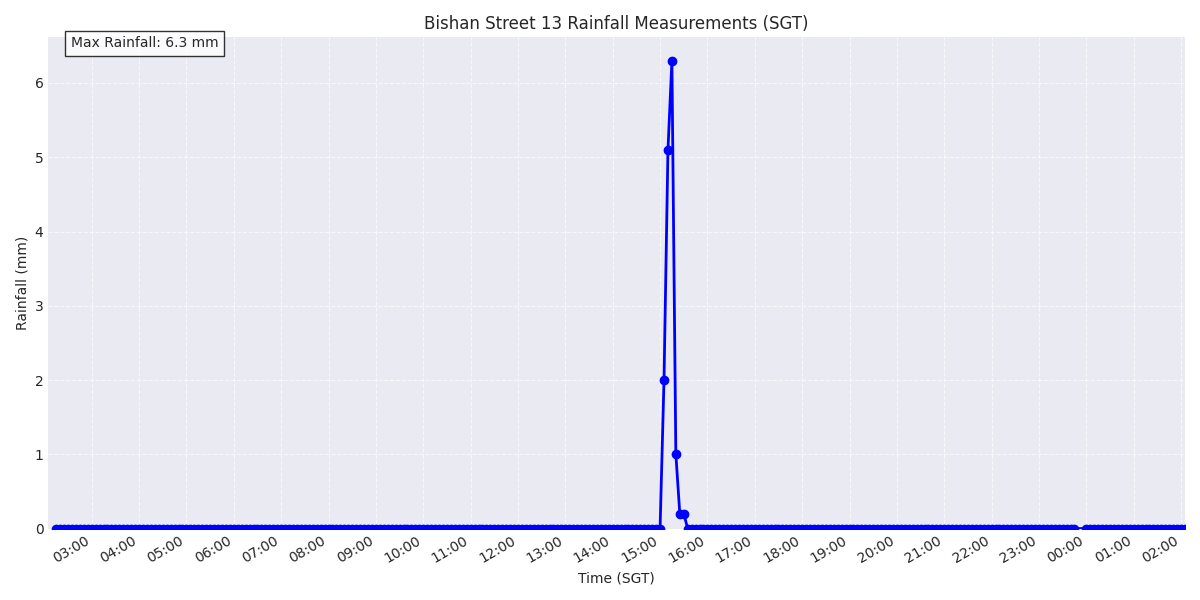 Bishan Street 13 Rainfall Measurements (SGT)
Max Rainfall: 6.3 mm
Rainfall (mm)
6
5
4
3
2
1
0
03:00 04:00 05:00 06:00 07:00 08:00 09:00 10:00 11:00 12:00 13:00 14:00 15:00 16:00 17:00 18:00 19:00 20:00 21:00 22:00 23:00 00:00 01:00 02:00
Time (SGT)